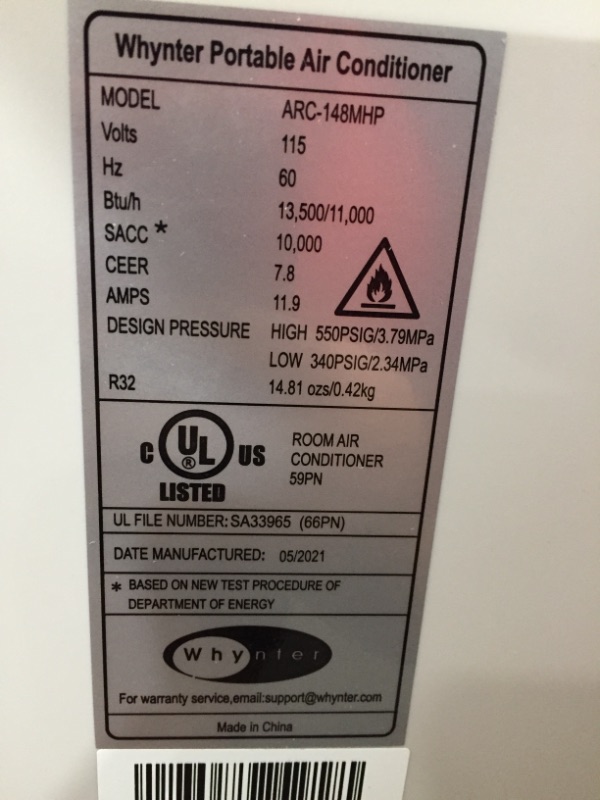 Whynter Portable Air Conditioner
MODEL ARC-148MHP
Volts 115
Hz 60
Btu/h 13,500/11,000
SACC * 10,000
CEER 7.8
AMPS 11.9
DESIGN PRESSURE HIGH 550PSIG/3.79MPa
LOW 340PSIG/2.34MPa
R32 14.81 ozs/0.42kg
C UL ® US
LISTED
ROOM AIR
CONDITIONER
59PN
UL FILE NUMBER: SA33965 (66PN)
DATE MANUFACTURED: 05/2021
* BASED ON NEW TEST PROCEDURE OF
DEPARTMENT OF ENERGY
Whynter
For warranty service,email:support@whynter.com
Made in China